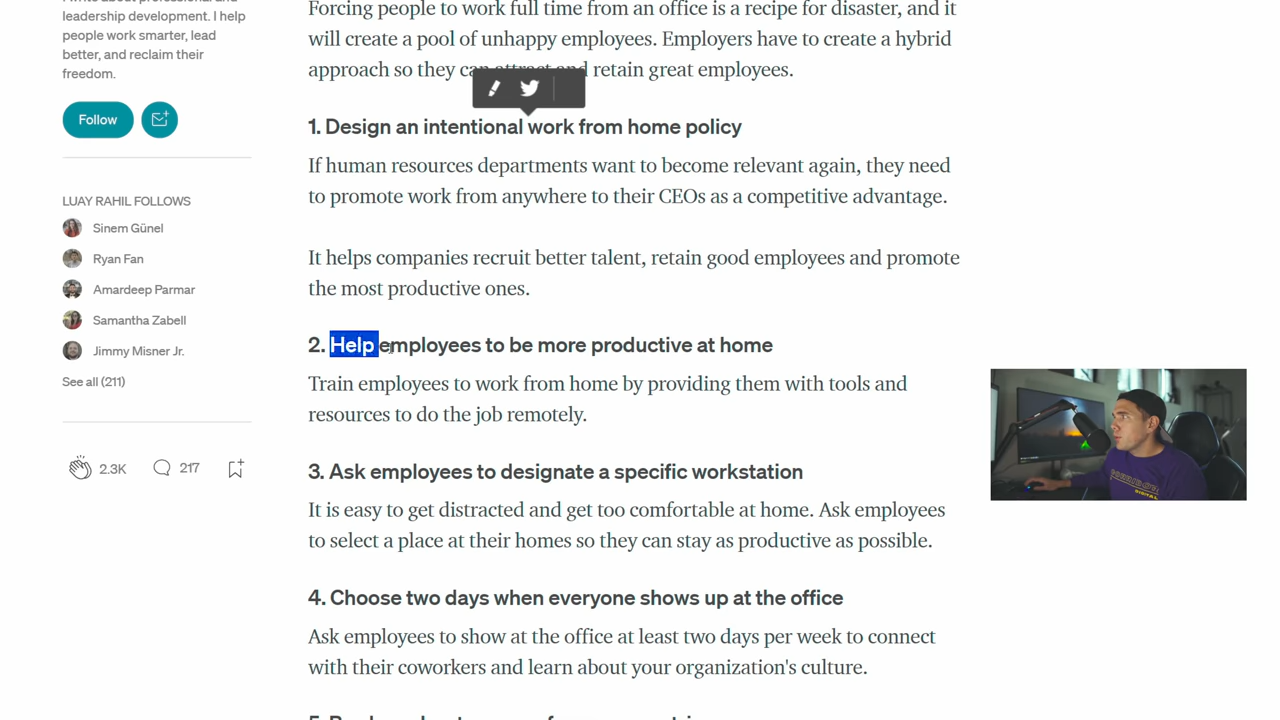 leadership development. I help
people work smarter, lead
better, and reclaim their
freedom.
Follow
LUAY RAHIL FOLLOWS
Sinem Günel
Ryan Fan
Amardeep Parmar
Samantha Zabell
Jimmy Misner Jr.
See all (211)
2.3K
217
Forcing people to work full time from an office is a recipe for disaster, and it
will create a pool of unhappy employees. Employers have to create a hybrid
approach so they can attract and retain great employees.
1. Design an intentional work from home policy
If human resources departments want to become relevant again, they need
to promote work from anywhere to their CEOs as a competitive advantage.
It helps companies recruit better talent, retain good employees and promote
the most productive ones.
2. Help employees to be more productive at home
Train employees to work from home by providing them with tools and
resources to do the job remotely.
3. Ask employees to designate a specific workstation
It is easy to get distracted and get too comfortable at home. Ask employees
to select a place at their homes so they can stay as productive as possible.
4. Choose two days when everyone shows up at the office
Ask employees to show at the office at least two days per week to connect
with their coworkers and learn about your organization's culture.
DIGITAL